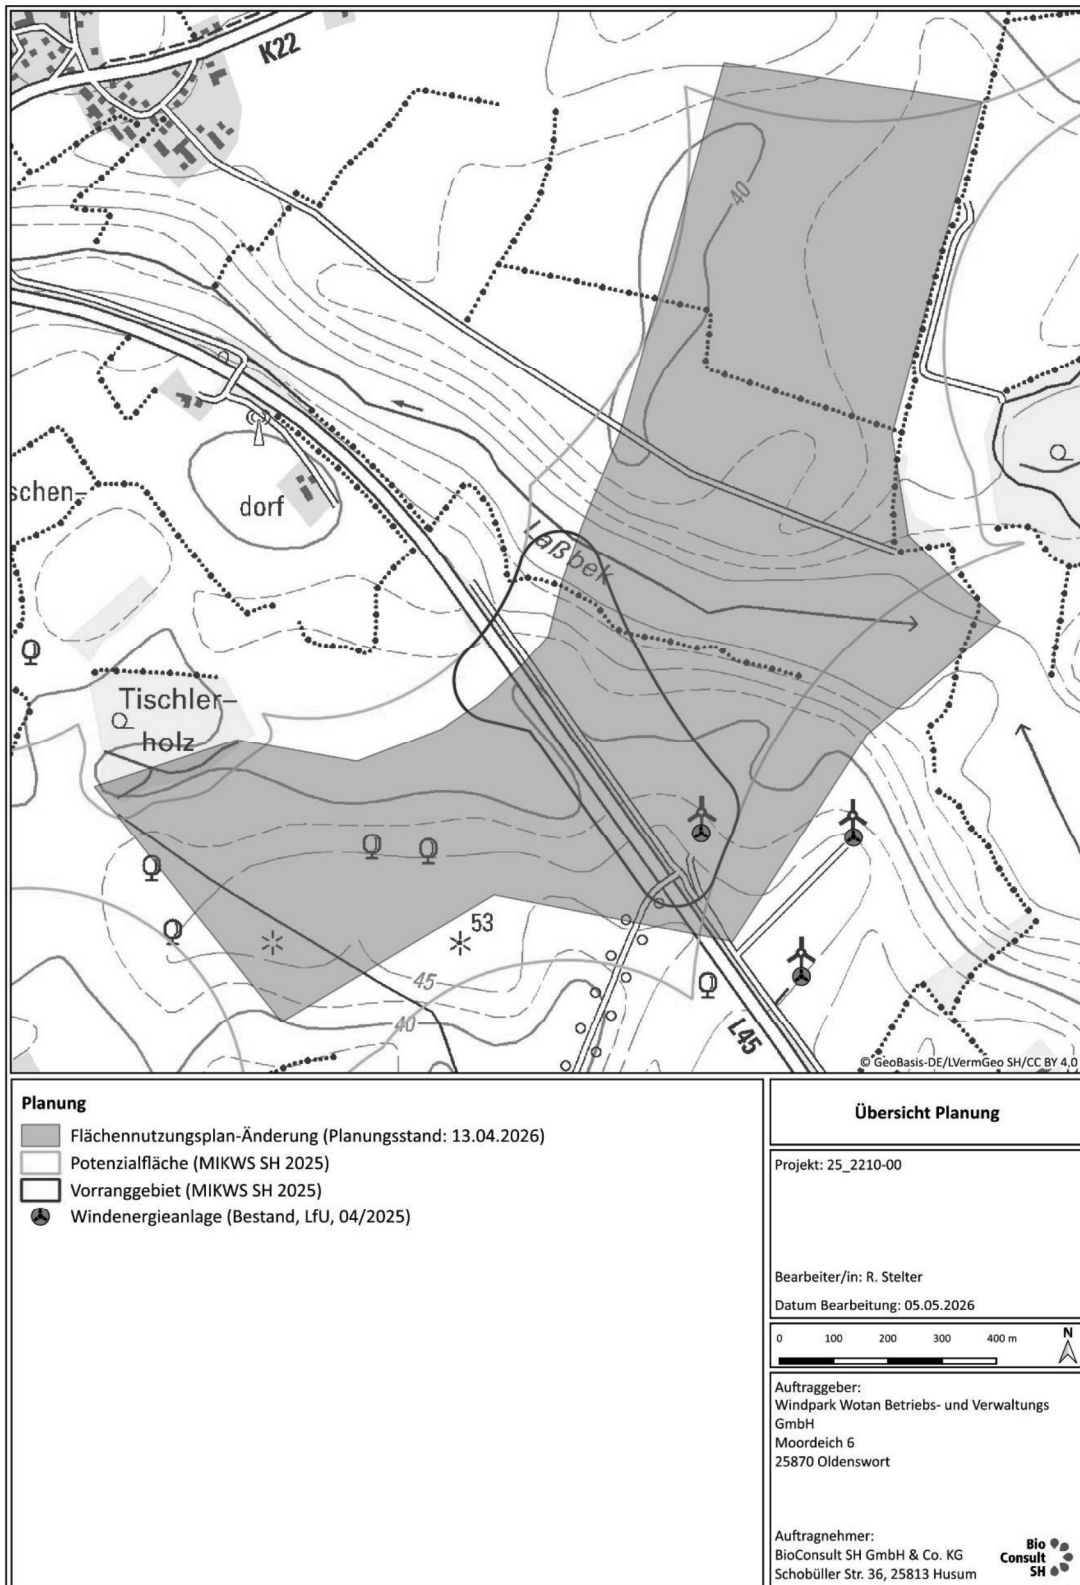 K22
40
schen-
dorf
Laßbek
Tischler-
holz
53
45
40
L45
© GeoBasis-DE/LVermGeo SH/CC BY 4.0
Planung
Flächennutzungsplan-Änderung (Planungsstand: 13.04.2026)
Potenzialfläche (MIKWS SH 2025)
Vorranggebiet (MIKWS SH 2025)
Windenergieanlage (Bestand, LfU, 04/2025)
Übersicht Planung
Projekt: 25_2210-00
Bearbeiter/in: R. Stelter
Datum Bearbeitung: 05.05.2026
0 100 200 300 400 m
N
Auftraggeber:
Windpark Wotan Betriebs- und Verwaltungs
GmbH
Moordeich 6
25870 Oldenswort
Auftragnehmer:
BioConsult SH GmbH & Co. KG
Schobüller Str. 36, 25813 Husum
Bio
Consult
SH